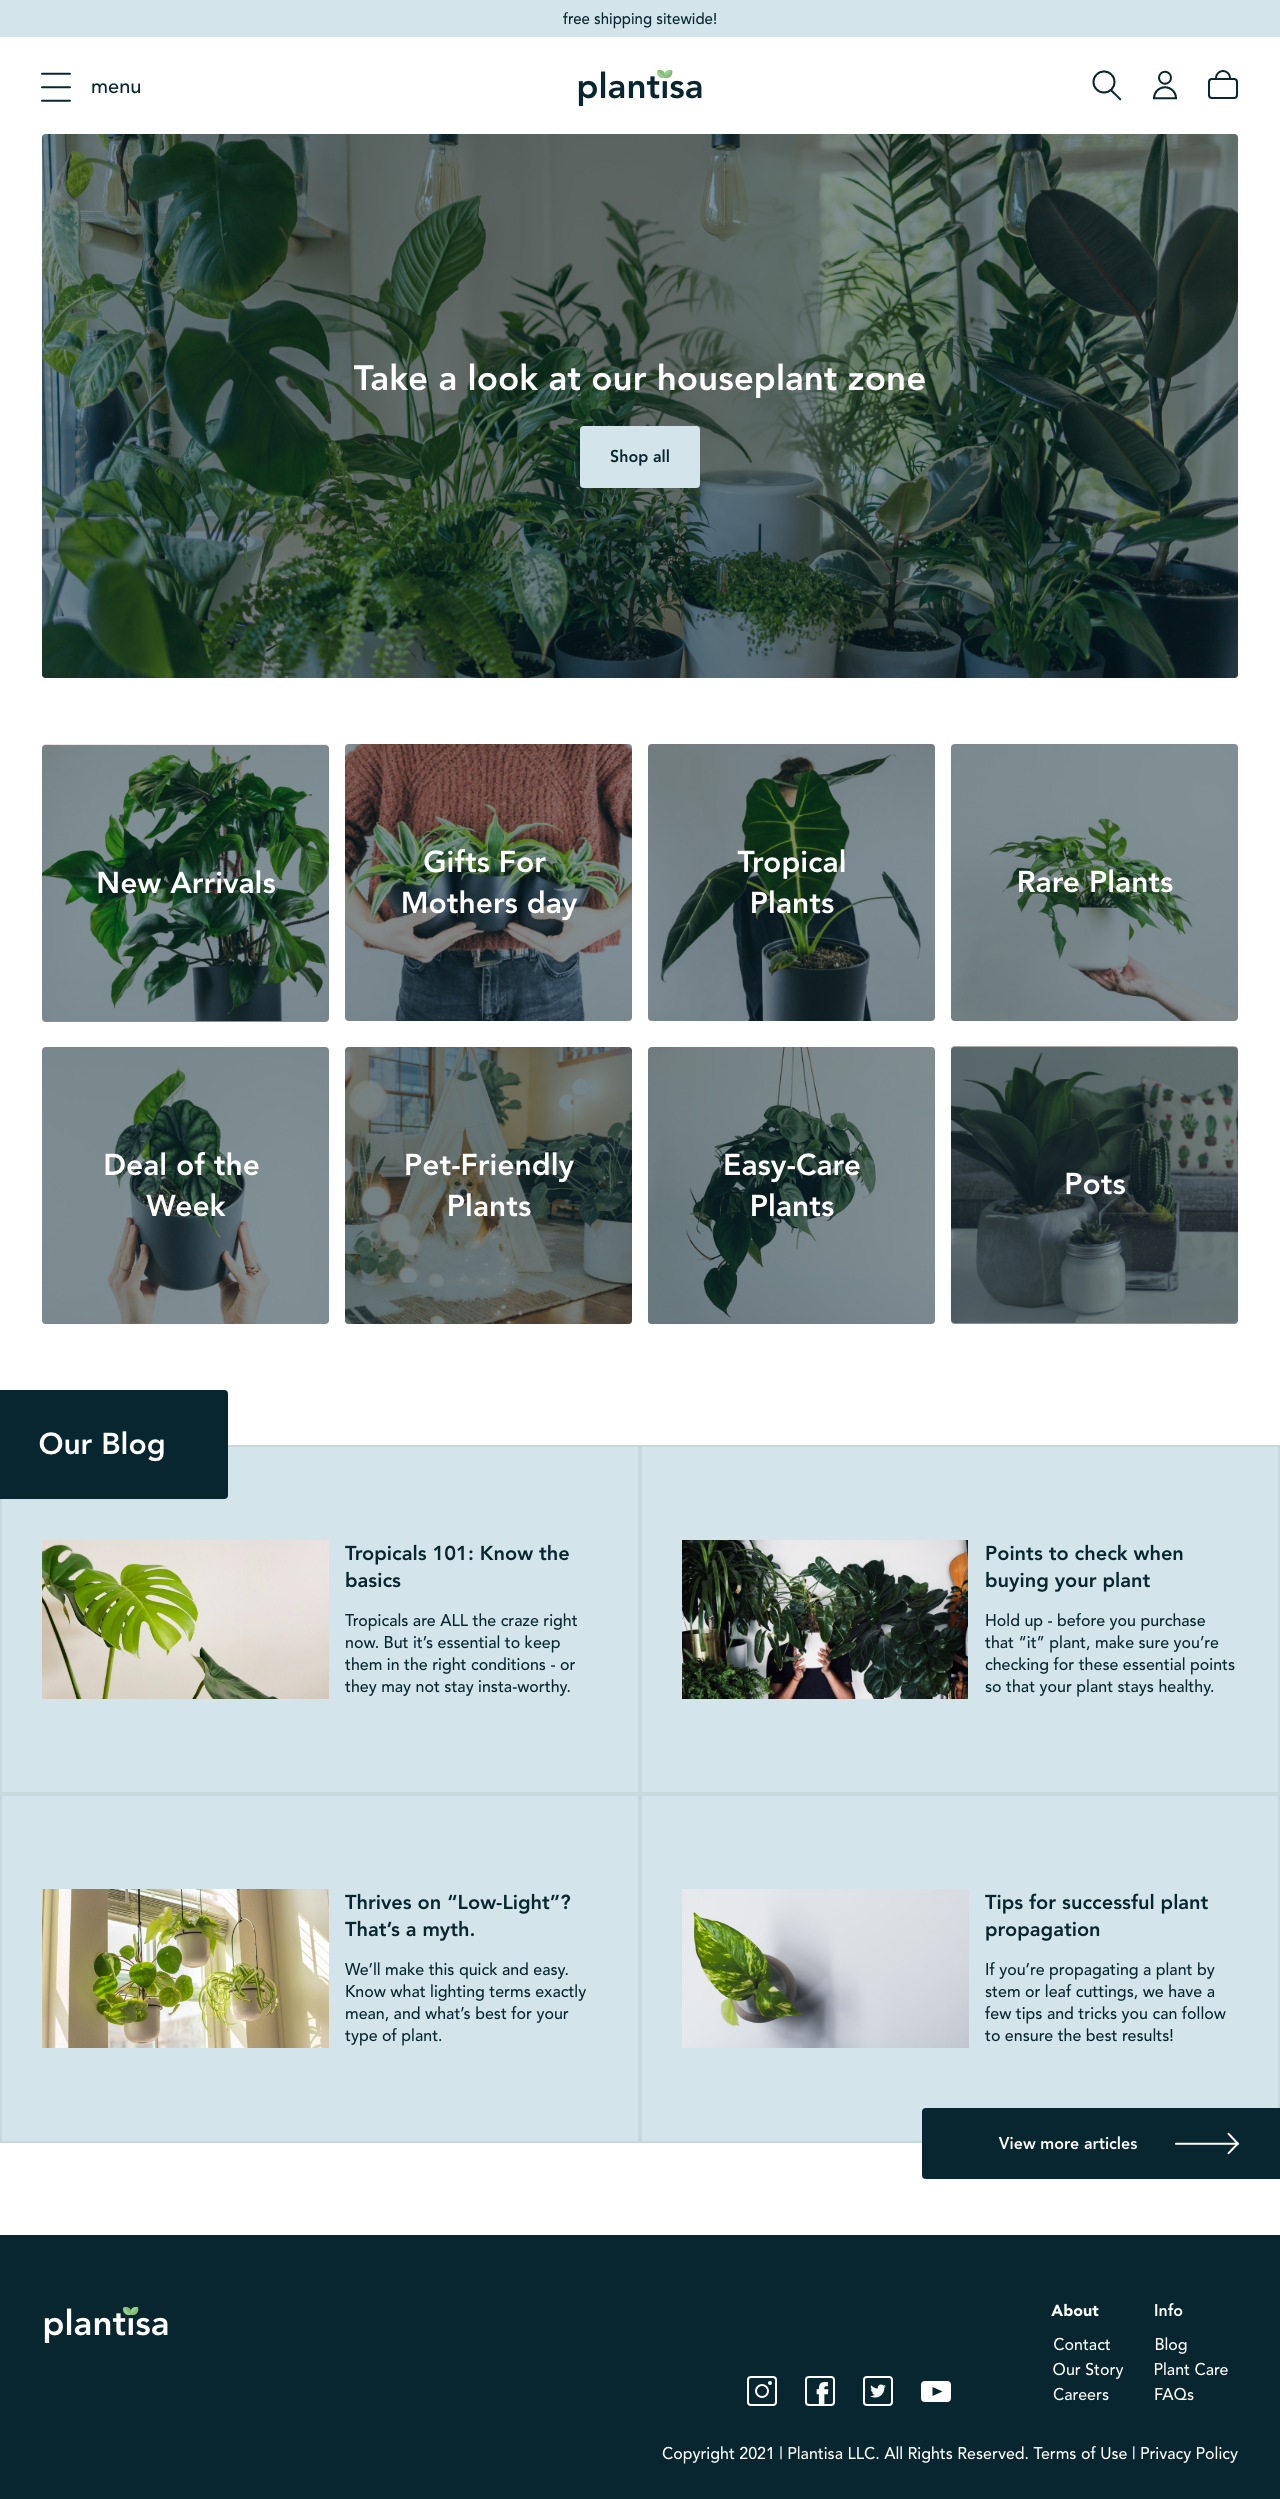 free shipping sitewide!
menu
plantisa
Take a look at our houseplant zone
Shop all
New Arrivals
Gifts For
Mothers day
Tropical
Plants
Rare Plants
Deal of the
Week
Pet-Friendly
Plants
Easy-Care
Plants
Pots
Our Blog
Tropicals 101: Know the
basics
Tropicals are ALL the craze right
now. But it’s essential to keep
them in the right conditions - or
they may not stay insta-worthy.
Points to check when
buying your plant
Hold up - before you purchase
that “it” plant, make sure you’re
checking for these essential points
so that your plant stays healthy.
Thrives on “Low-Light”?
That’s a myth.
We’ll make this quick and easy.
Know what lighting terms exactly
mean, and what’s best for your
type of plant.
Tips for successful plant
propagation
If you’re propagating a plant by
stem or leaf cuttings, we have a
few tips and tricks you can follow
to ensure the best results!
View more articles
plantisa
About
Contact
Our Story
Careers
Info
Blog
Plant Care
FAQs
Copyright 2021 | Plantisa LLC. All Rights Reserved. Terms of Use | Privacy Policy